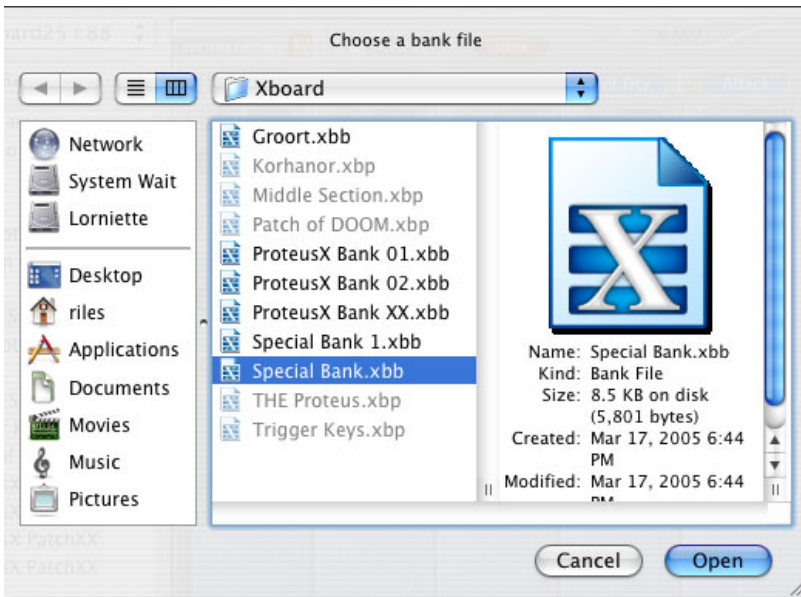 Choose a bank file
Xboard
Network
System Wait
Lorniette
Desktop
riles
Applications
Documents
Movies
Music
Pictures
Groort.xbb
Korhanor.xbp
Middle Section.xbp
Patch of DOOM.xbp
ProteusX Bank 01.xbb
ProteusX Bank 02.xbb
ProteusX Bank XX.xbb
Special Bank 1.xbb
Special Bank.xbb
THE Proteus.xbp
Trigger Keys.xbp
X
Name: Special Bank.xbb
Kind: Bank File
Size: 8.5 KB on disk
(5,801 bytes)
Created: Mar 17, 2005 6:44
PM
Modified: Mar 17, 2005 6:44
PM
Cancel
Open